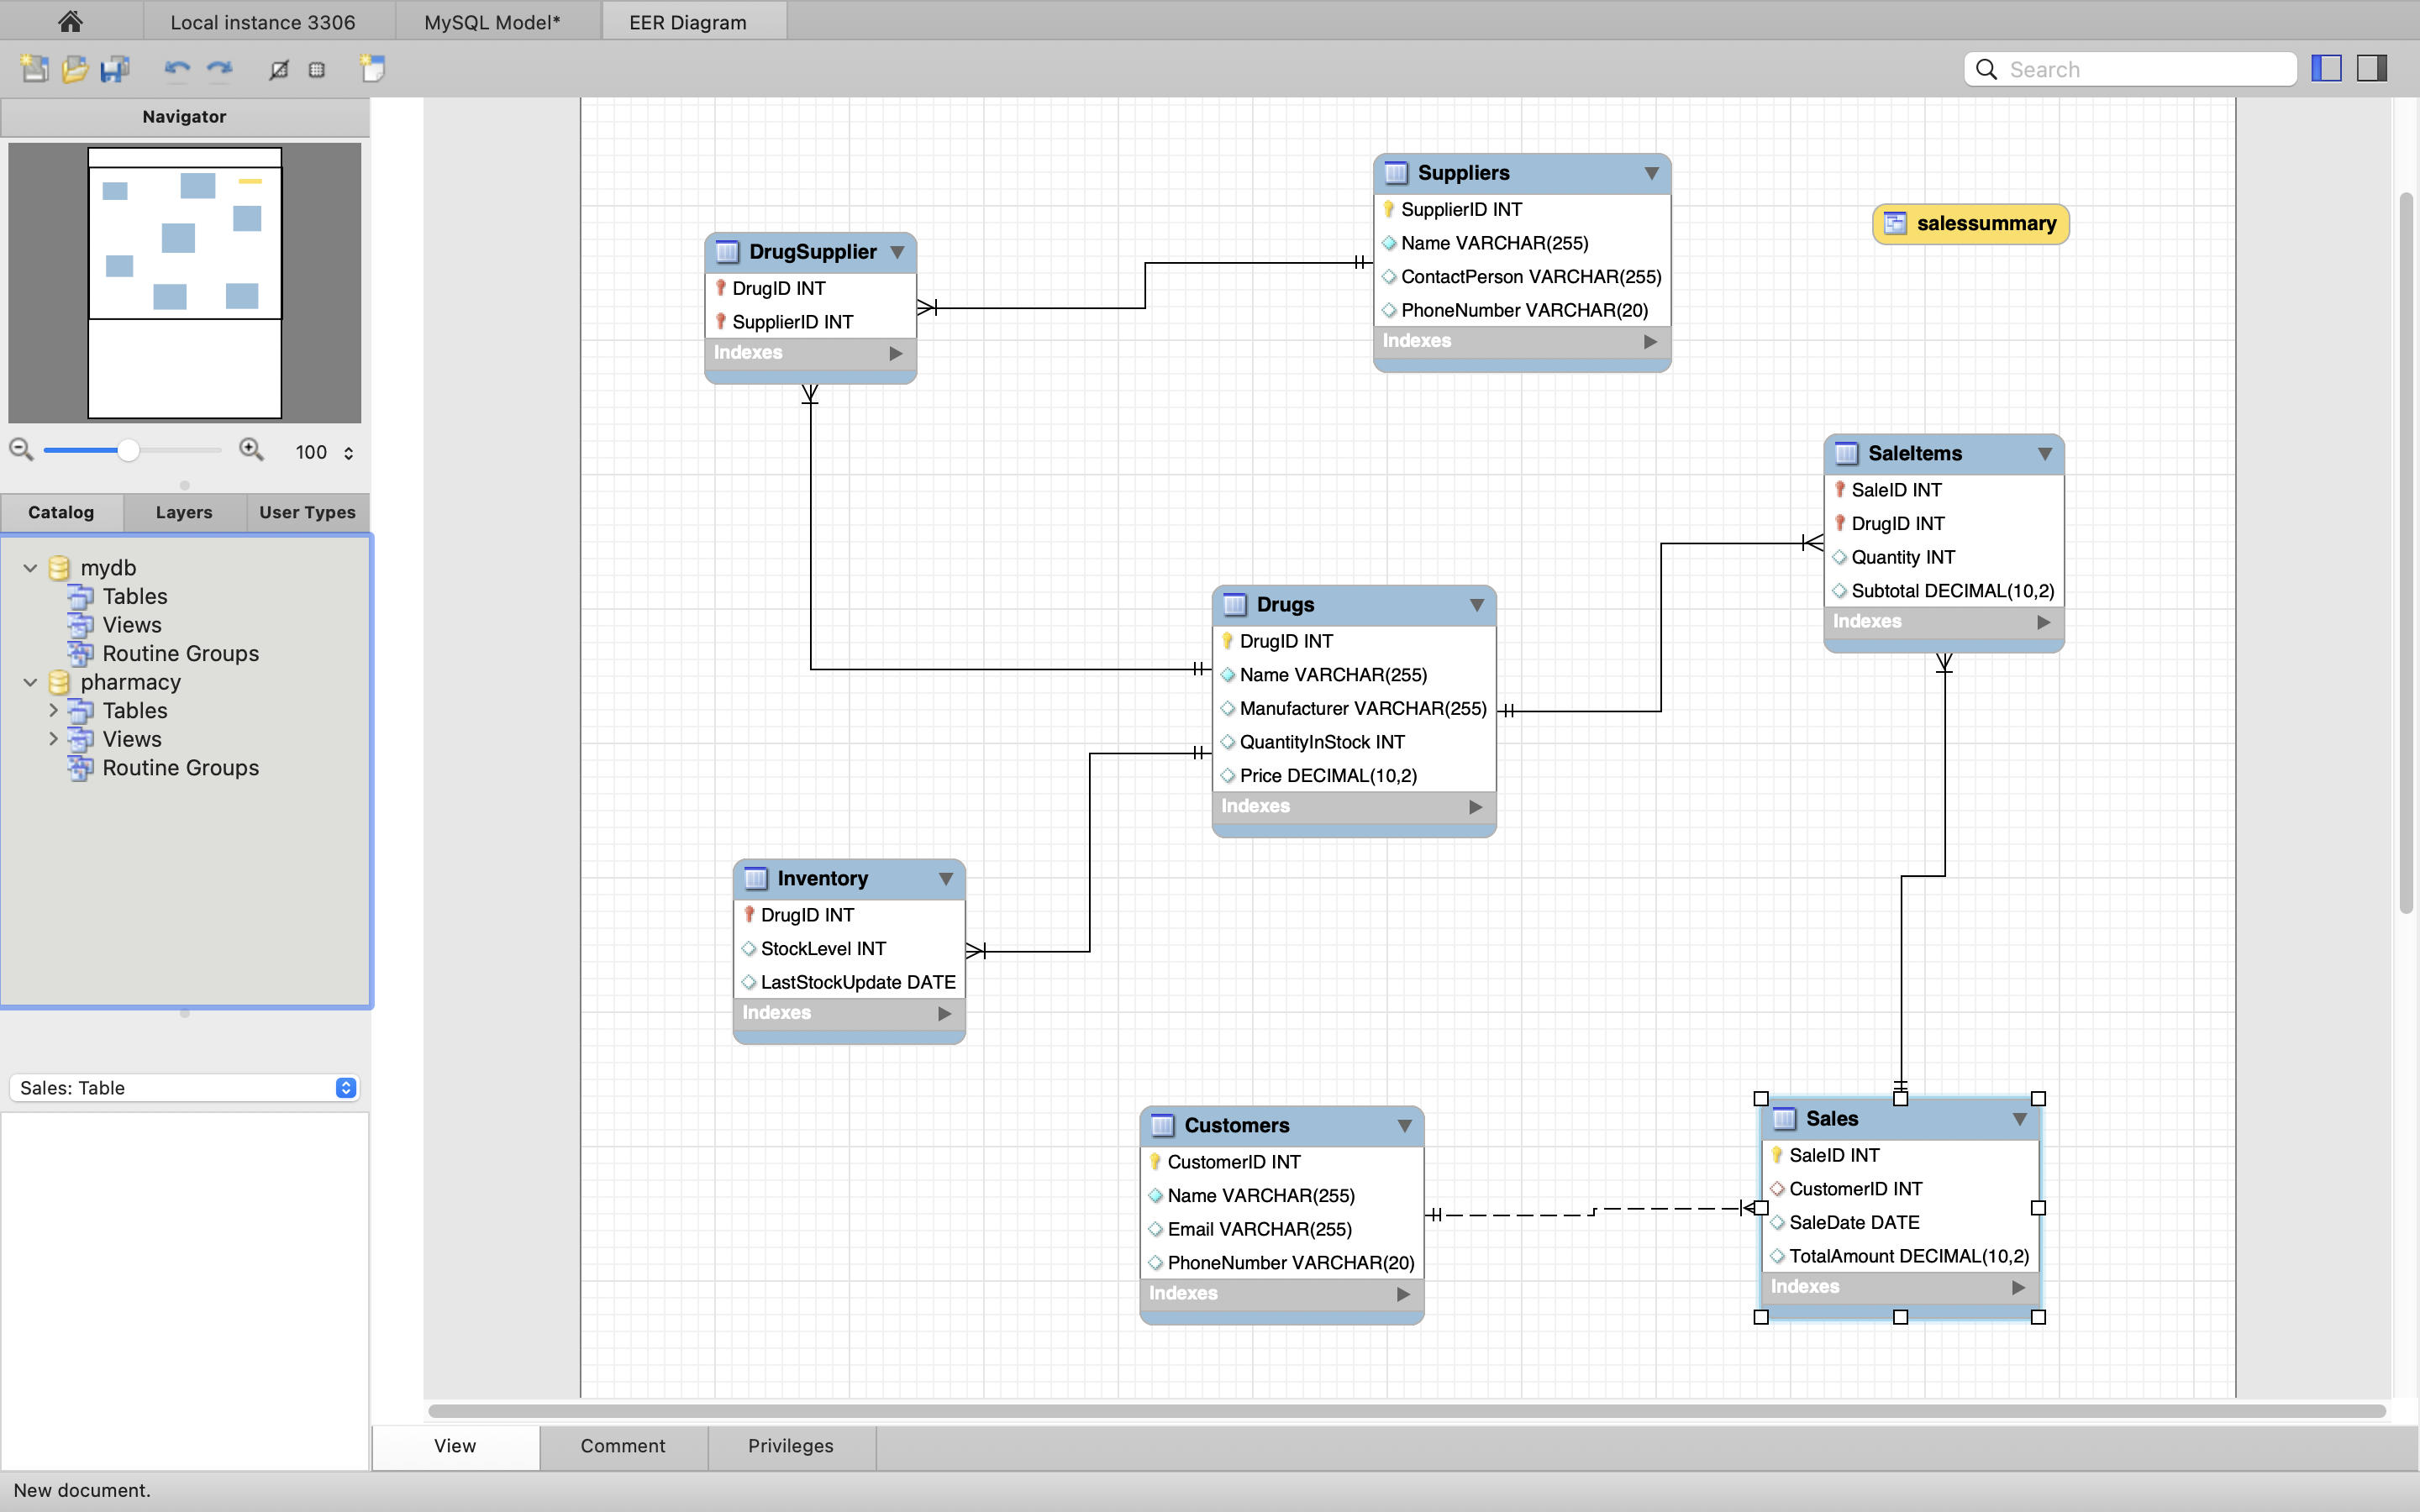 Local instance 3306
MySQL Model*
EER Diagram
Search
Navigator
100
Catalog
Layers
User Types
mydb
Tables
Views
Routine Groups
pharmacy
Tables
Views
Routine Groups
Sales: Table
DrugSupplier
DrugID INT
SupplierID INT
Indexes
Suppliers
SupplierID INT
Name VARCHAR(255)
ContactPerson VARCHAR(255)
PhoneNumber VARCHAR(20)
Indexes
salessummary
SaleItems
SaleID INT
DrugID INT
Quantity INT
Subtotal DECIMAL(10,2)
Indexes
Drugs
DrugID INT
Name VARCHAR(255)
Manufacturer VARCHAR(255)
QuantityInStock INT
Price DECIMAL(10,2)
Indexes
Inventory
DrugID INT
StockLevel INT
LastStockUpdate DATE
Indexes
Customers
CustomerID INT
Name VARCHAR(255)
Email VARCHAR(255)
PhoneNumber VARCHAR(20)
Indexes
Sales
SaleID INT
CustomerID INT
SaleDate DATE
TotalAmount DECIMAL(10,2)
Indexes
View
Comment
Privileges
New document.